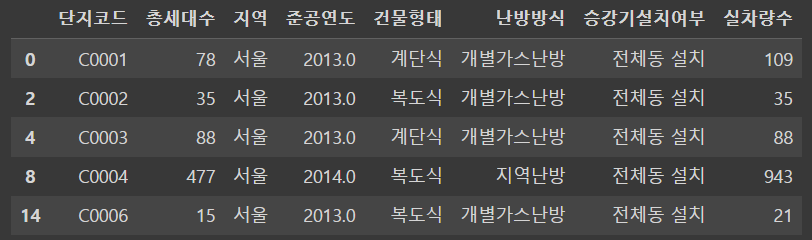 단지코드 총세대수 지역 준공연도 건물형태 난방방식 승강기설치여부 실차량수
0 C0001 78 서울 2013.0 계단식 개별가스난방 전체동 설치 109
2 C0002 35 서울 2013.0 복도식 개별가스난방 전체동 설치 35
4 C0003 88 서울 2013.0 계단식 개별가스난방 전체동 설치 88
8 C0004 477 서울 2014.0 복도식 지역난방 전체동 설치 943
14 C0006 15 서울 2013.0 복도식 개별가스난방 전체동 설치 21